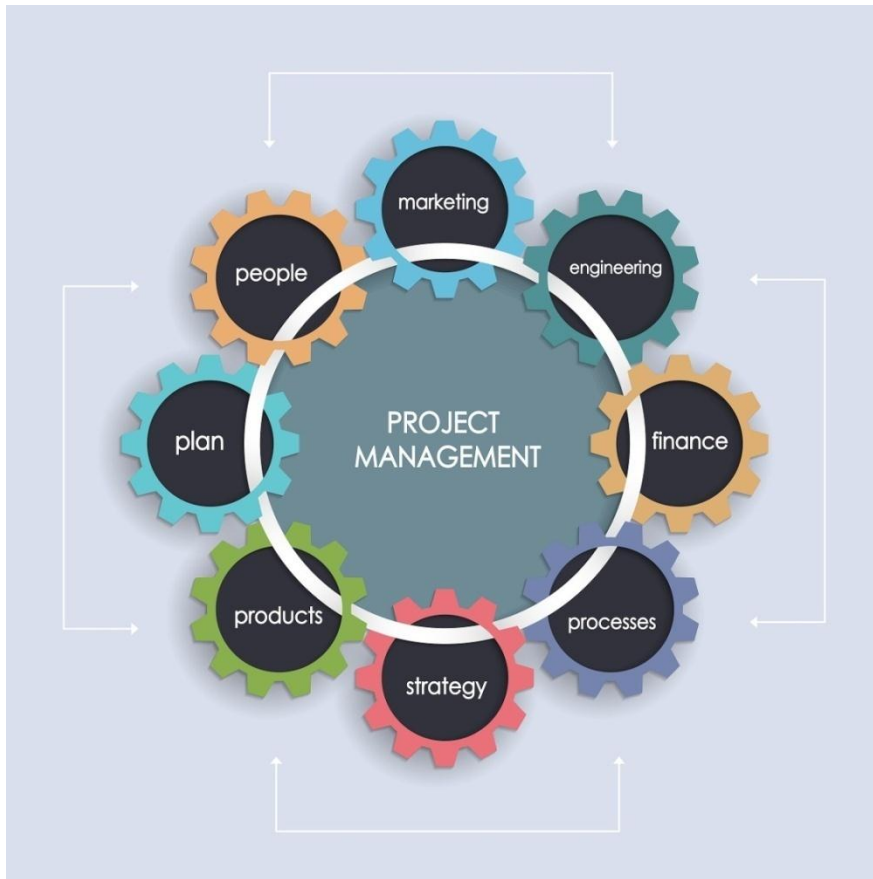 marketing
people
engineering
plan
PROJECT
MANAGEMENT
finance
products
processes
strategy